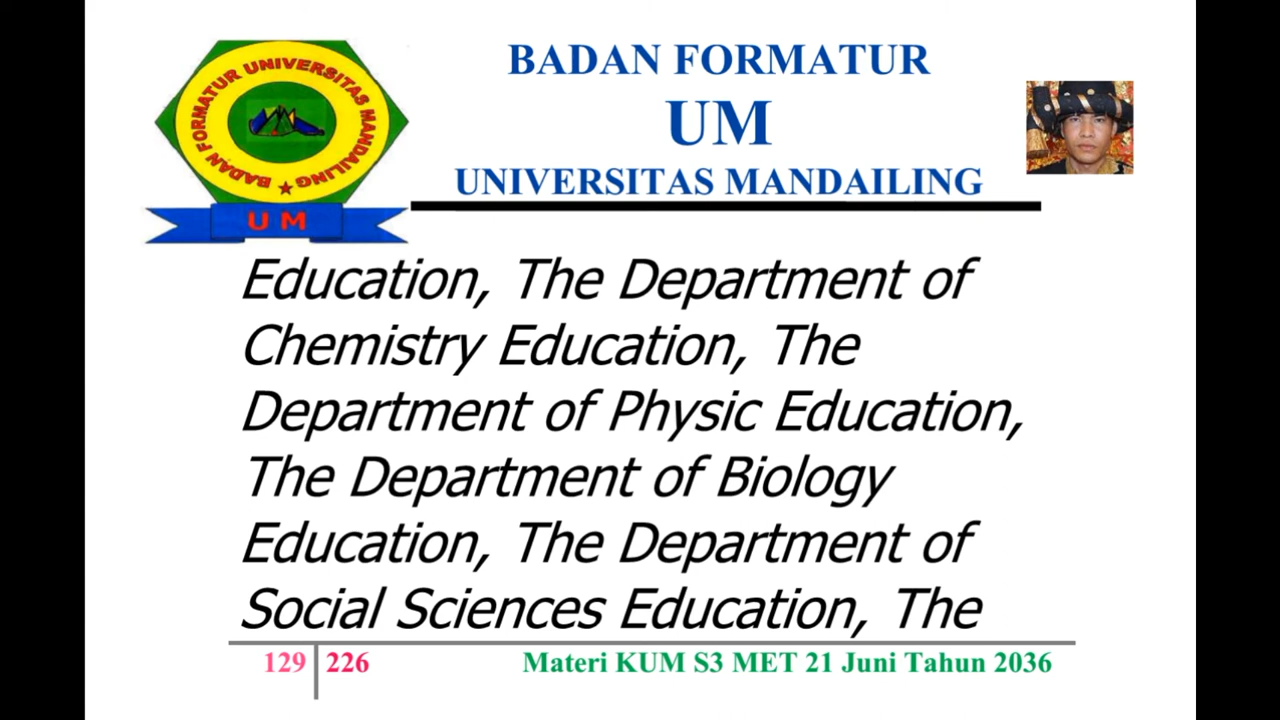 BADAN FORMATUR UNIVERSITAS MANDAILING
UM
BADAN FORMATUR
UM
UNIVERSITAS MANDAILING
Education, The Department of
Chemistry Education, The
Department of Physic Education,
The Department of Biology
Education, The Department of
Social Sciences Education, The
129 226 Materi KUM S3 MET 21 Juni Tahun 2036